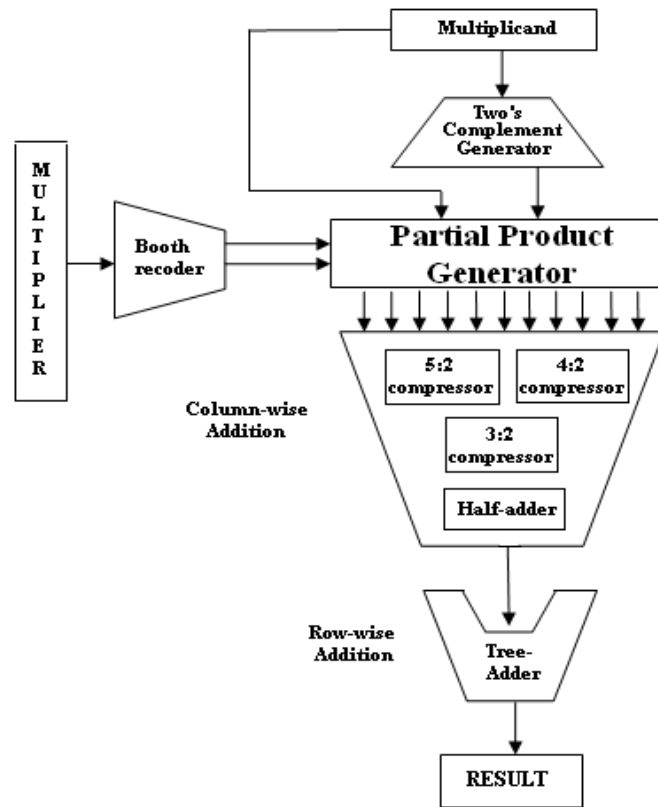 Multiplicand
Two's
Complement
Generator
M
U
L
T
I
P
L
I
E
R
Booth
recoder
Partial Product
Generator
5:2
compressor
4:2
compressor
3:2
compressor
Half-adder
Column-wise
Addition
Row-wise
Addition
Tree-
Adder
RESULT